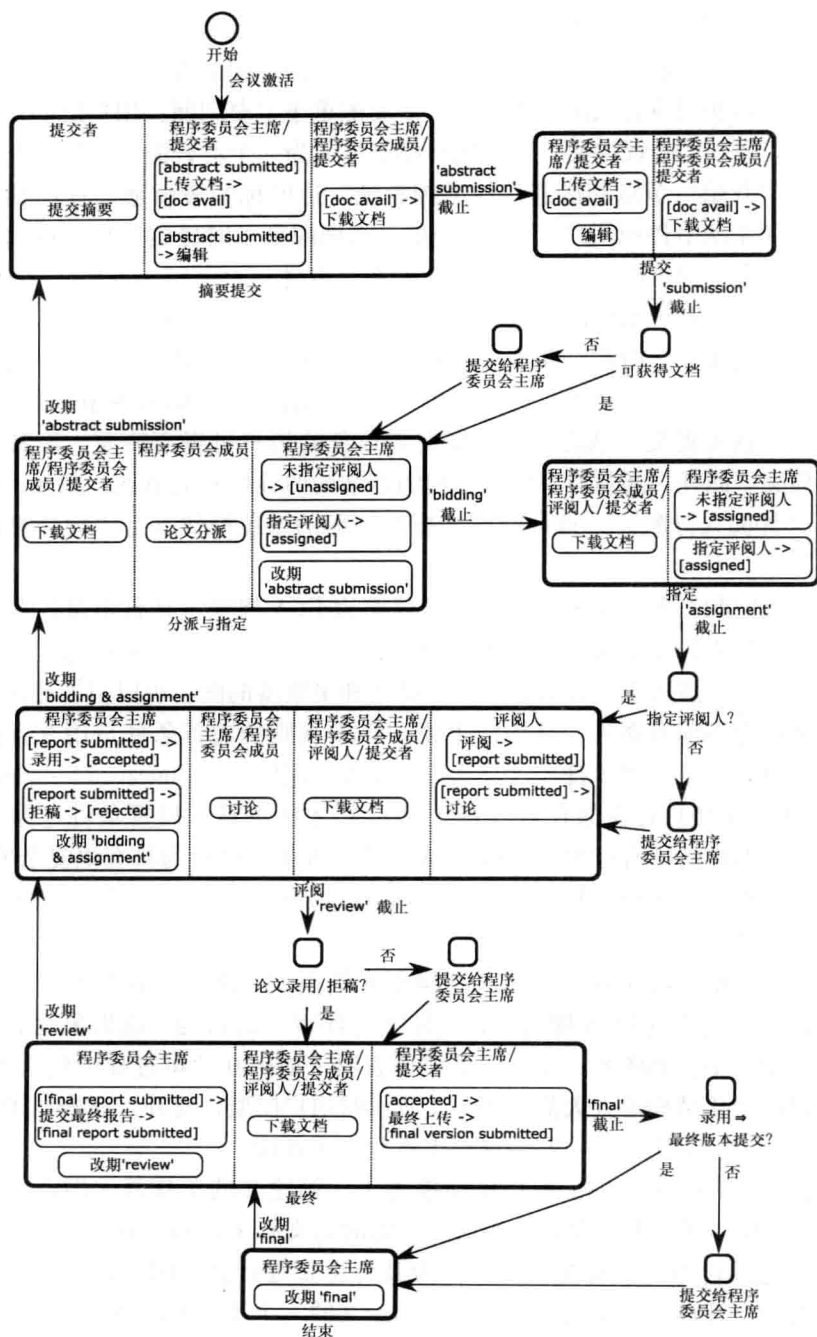 开始
会议激活
提交者
提交摘要
程序委员会主席/
提交者
[abstract submitted]
上传文档 ->
[doc avail]
[abstract submitted]
->编辑
程序委员会主席/
程序委员会成员/
提交者
[doc avail] ->
下载文档
摘要提交
'abstract
submission'
截止
程序委员会主
席/提交者
上传文档 ->
[doc avail]
编辑
程序委员会主席/
程序委员会成员/
提交者
[doc avail] ->
下载文档
提交
'submission'
截止
可获得文档
否
提交给程序
委员会主席
是
改期
'abstract submission'
程序委员会主
席/程序委员会
成员/提交者
下载文档
程序委员会成员
论文分派
程序委员会主席
未指定评阅人
-> [unassigned]
指定评阅人->
[assigned]
改期
'abstract submission'
分派与指定
'bidding'
截止
程序委员会主席/
程序委员会成员/
评阅人/提交者
下载文档
程序委员会主席
未指定评阅人
-> [assigned]
指定评阅人 ->
[assigned]
指定
'assignment'
截止
指定评阅人?
是
否
提交给程序
委员会主席
改期
'bidding & assignment'
程序委员会主席
[report submitted] ->
录用-> [accepted]
[report submitted] ->
拒稿 -> [rejected]
改期 'bidding
& assignment'
程序委员会
主席/程序
委员会成员
讨论
程序委员会主席/
程序委员会成员/
评阅人/提交者
下载文档
评阅人
评阅 ->
[report submitted]
[report submitted] ->
讨论
评阅
'review' 截止
论文录用/拒稿?
否
提交给程序
委员会主席
是
改期
'review'
程序委员会主席
[!final report submitted] ->
提交最终报告 ->
[final report submitted]
改期'review'
程序委员会主席/
程序委员会成员/
评阅人/提交者
下载文档
程序委员会主席/
提交者
[accepted] ->
最终上传 ->
[final version submitted]
最终
'final'
截止
录用 ⇒
最终版本提交?
是
否
提交给程序
委员会主席
改期
'final'
程序委员会主席
改期 'final'
结束